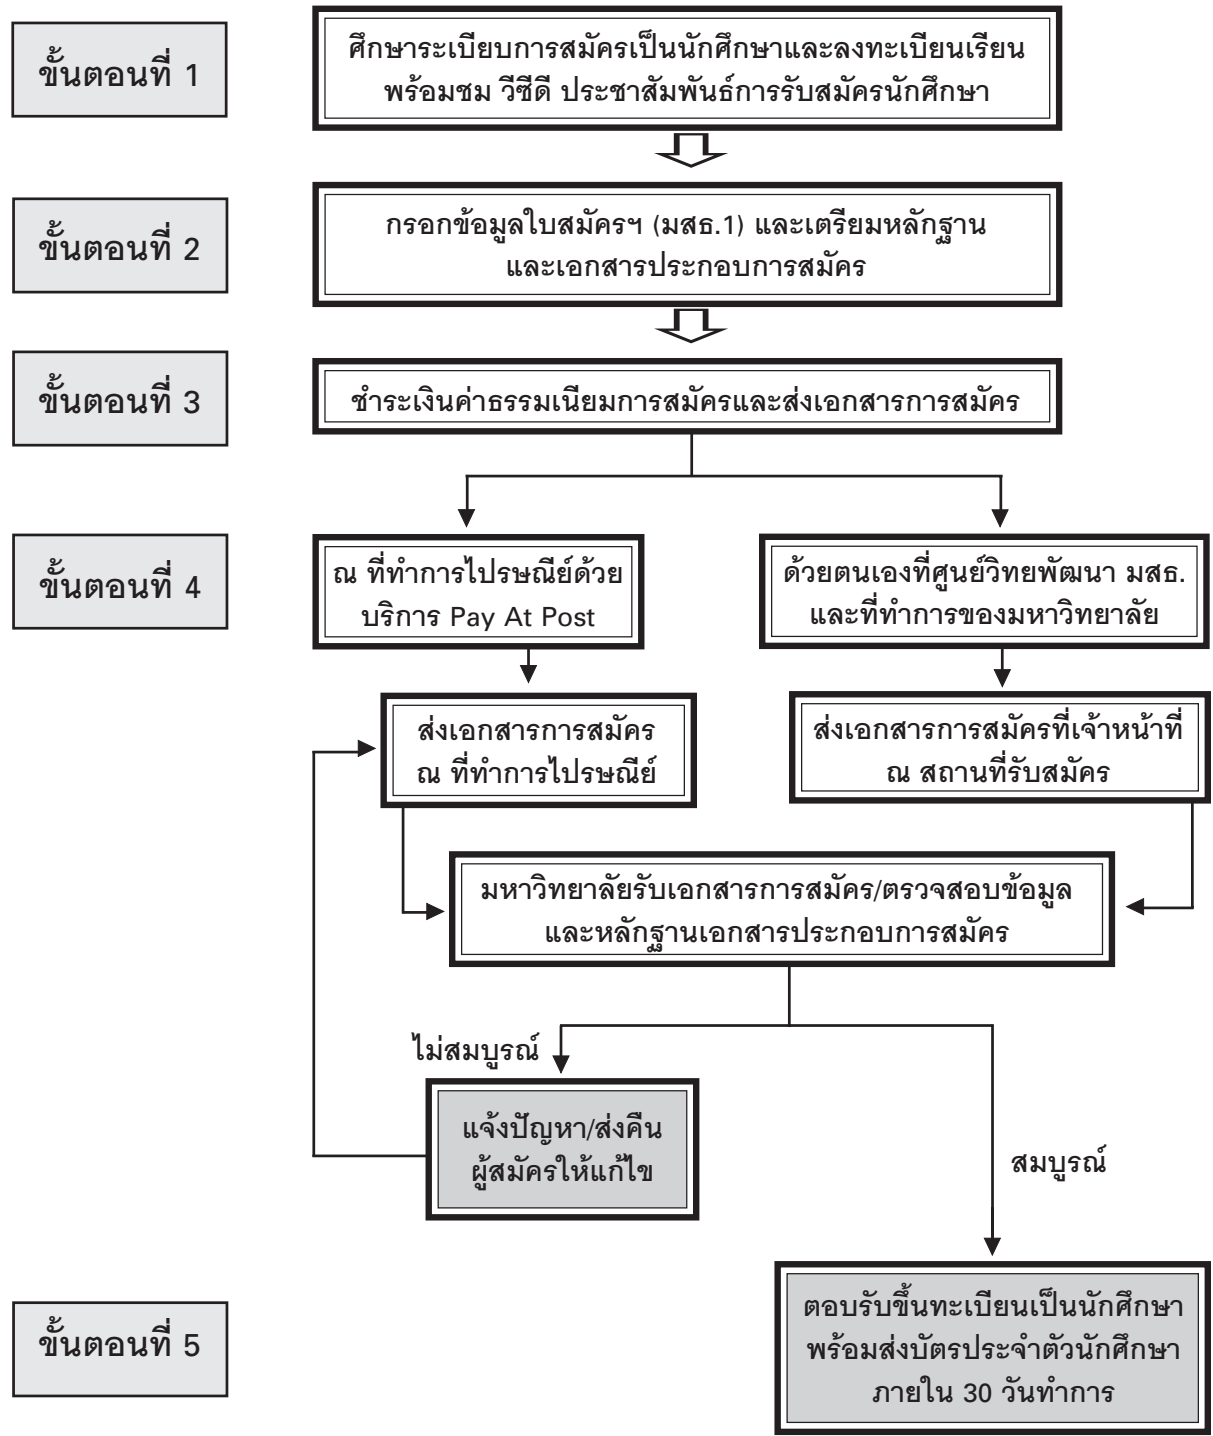 ขั้นตอนที่ 1
ศึกษาระเบียบการสมัครเป็นนักศึกษาและลงทะเบียนเรียน
พร้อมชม วีซีดี ประชาสัมพันธ์การรับสมัครนักศึกษา
ขั้นตอนที่ 2
กรอกข้อมูลใบสมัครฯ (มสธ.1) และเตรียมหลักฐาน
และเอกสารประกอบการสมัคร
ขั้นตอนที่ 3
ชำระเงินค่าธรรมเนียมการสมัครและส่งเอกสารการสมัคร
ขั้นตอนที่ 4
ณ ที่ทำการไปรษณีย์ด้วย
บริการ Pay At Post
ด้วยตนเองที่ศูนย์วิทยพัฒนา มสธ.
และที่ทำการของมหาวิทยาลัย
ส่งเอกสารการสมัคร
ณ ที่ทำการไปรษณีย์
ส่งเอกสารการสมัครที่เจ้าหน้าที่
ณ สถานที่รับสมัคร
มหาวิทยาลัยรับเอกสารการสมัคร/ตรวจสอบข้อมูล
และหลักฐานเอกสารประกอบการสมัคร
ไม่สมบูรณ์
แจ้งปัญหา/ส่งคืน
ผู้สมัครให้แก้ไข
สมบูรณ์
ขั้นตอนที่ 5
ตอบรับขึ้นทะเบียนเป็นนักศึกษา
พร้อมส่งบัตรประจำตัวนักศึกษา
ภายใน 30 วันทำการ